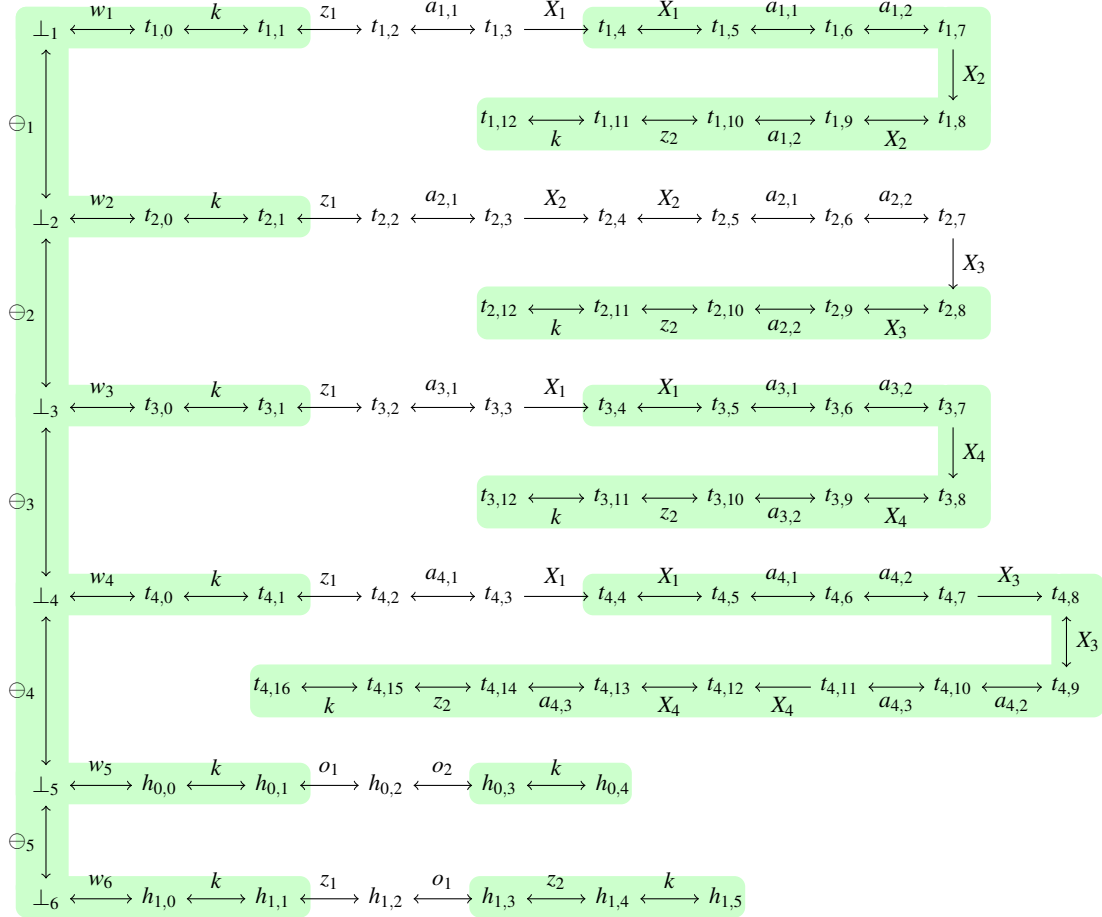 ⊥₁ w₁ t₁,₀ k t₁,₁ z₁ t₁,₂ a₁,₁ t₁,₃ X₁ t₁,₄ X₁ t₁,₅ a₁,₁ t₁,₆ a₁,₂ t₁,₇
X₂
⊖₁ t₁,₁₂ k t₁,₁₁ z₂ t₁,₁₀ a₁,₂ t₁,₉ X₂ t₁,₈
⊥₂ w₂ t₂,₀ k t₂,₁ z₁ t₂,₂ a₂,₁ t₂,₃ X₂ t₂,₄ X₂ t₂,₅ a₂,₁ t₂,₆ a₂,₂ t₂,₇
X₃
⊖₂ t₂,₁₂ k t₂,₁₁ z₂ t₂,₁₀ a₂,₂ t₂,₉ X₃ t₂,₈
⊥₃ w₃ t₃,₀ k t₃,₁ z₁ t₃,₂ a₃,₁ t₃,₃ X₁ t₃,₄ X₁ t₃,₅ a₃,₁ t₃,₆ a₃,₂ t₃,₇
X₄
⊖₃ t₃,₁₂ k t₃,₁₁ z₂ t₃,₁₀ a₃,₂ t₃,₉ X₄ t₃,₈
⊥₄ w₄ t₄,₀ k t₄,₁ z₁ t₄,₂ a₄,₁ t₄,₃ X₁ t₄,₄ X₁ t₄,₅ a₄,₁ t₄,₆ a₄,₂ t₄,₇ X₃ t₄,₈
X₃
⊖₄ t₄,₁₆ k t₄,₁₅ z₂ t₄,₁₄ a₄,₃ t₄,₁₃ X₄ t₄,₁₂ X₄ t₄,₁₁ a₄,₃ t₄,₁₀ a₄,₂ t₄,₉
⊥₅ w₅ h₀,₀ k h₀,₁ o₁ h₀,₂ o₂ h₀,₃ k h₀,₄
⊖₅
⊥₆ w₆ h₁,₀ k h₁,₁ z₁ h₁,₂ o₁ h₁,₃ z₂ h₁,₄ k h₁,₅